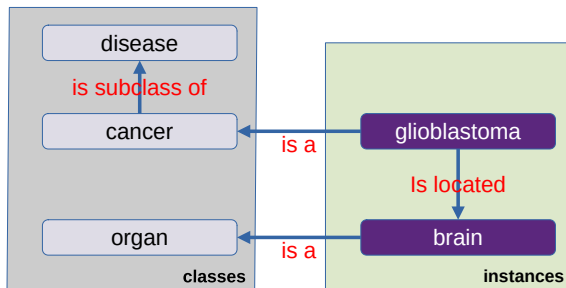 disease
is subclass of
cancer
is a
glioblastoma
Is located
organ
is a
brain
classes
instances